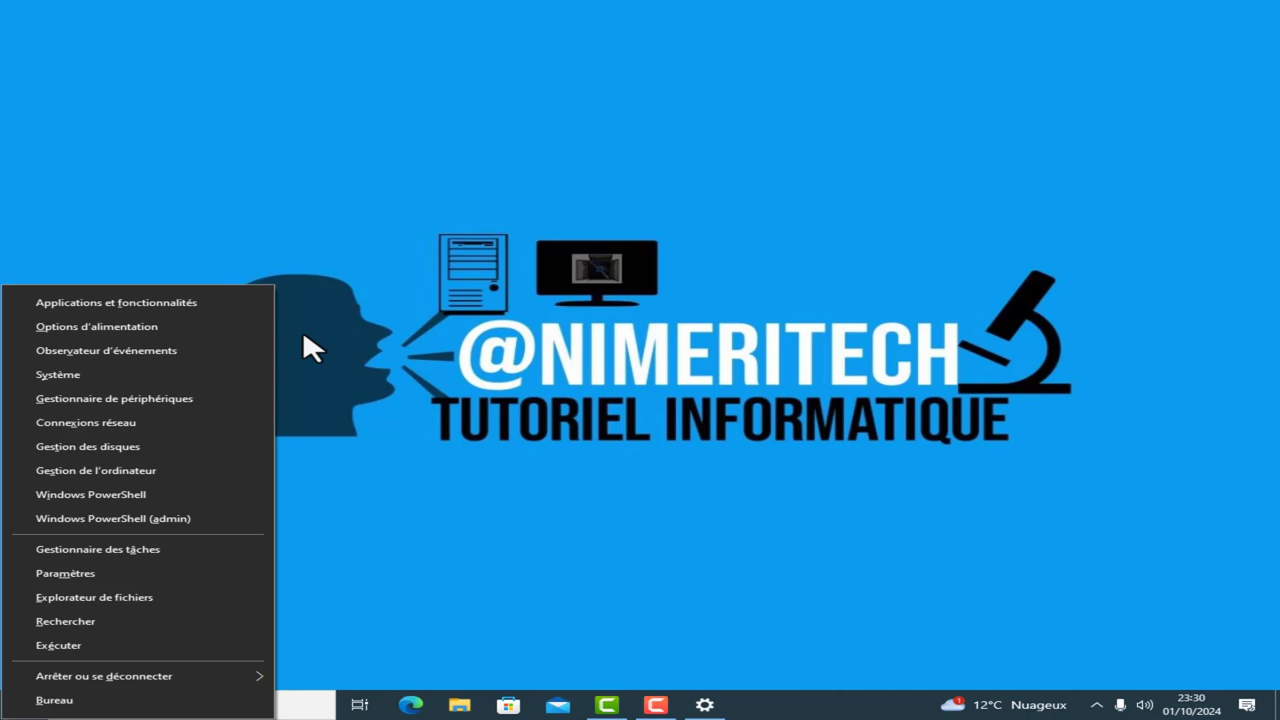 @NIMERITECH
TUTORIEL INFORMATIQUE
Applications et fonctionnalités
Options d'alimentation
Observateur d'événements
Système
Gestionnaire de périphériques
Connexions réseau
Gestion des disques
Gestion de l'ordinateur
Windows PowerShell
Windows PowerShell (admin)
Gestionnaire des tâches
Paramètres
Explorateur de fichiers
Rechercher
Exécuter
Arrêter ou se déconnecter
Bureau
1
12°C Nuageux
23:30
01/10/2024